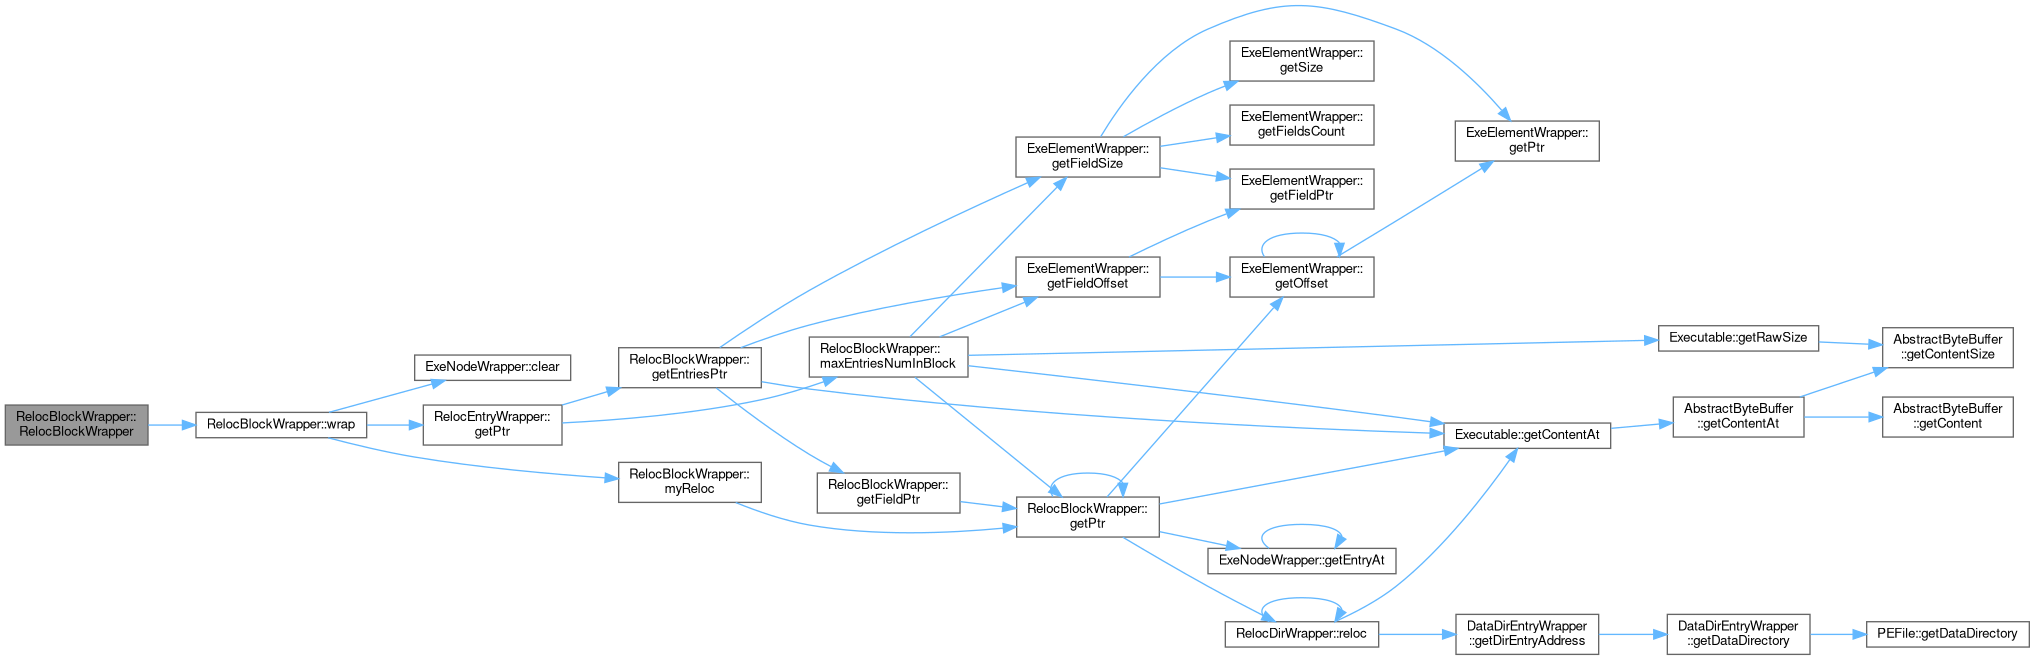 RelocBlockWrapper::
RelocBlockWrapper
RelocBlockWrapper::wrap
ExeNodeWrapper::clear
RelocEntryWrapper::
getPtr
RelocBlockWrapper::
getEntriesPtr
RelocBlockWrapper::
myReloc
RelocBlockWrapper::
maxEntriesNumInBlock
RelocBlockWrapper::
getFieldPtr
ExeElementWrapper::
getFieldSize
ExeElementWrapper::
getFieldOffset
RelocBlockWrapper::
getPtr
ExeElementWrapper::
getSize
ExeElementWrapper::
getFieldsCount
ExeElementWrapper::
getFieldPtr
ExeElementWrapper::
getOffset
ExeNodeWrapper::getEntryAt
RelocDirWrapper::reloc
ExeElementWrapper::
getPtr
Executable::getContentAt
DataDirEntryWrapper
::getDirEntryAddress
Executable::getRawSize
AbstractByteBuffer
::getContentAt
DataDirEntryWrapper
::getDataDirectory
AbstractByteBuffer
::getContentSize
AbstractByteBuffer
::getContent
PEFile::getDataDirectory